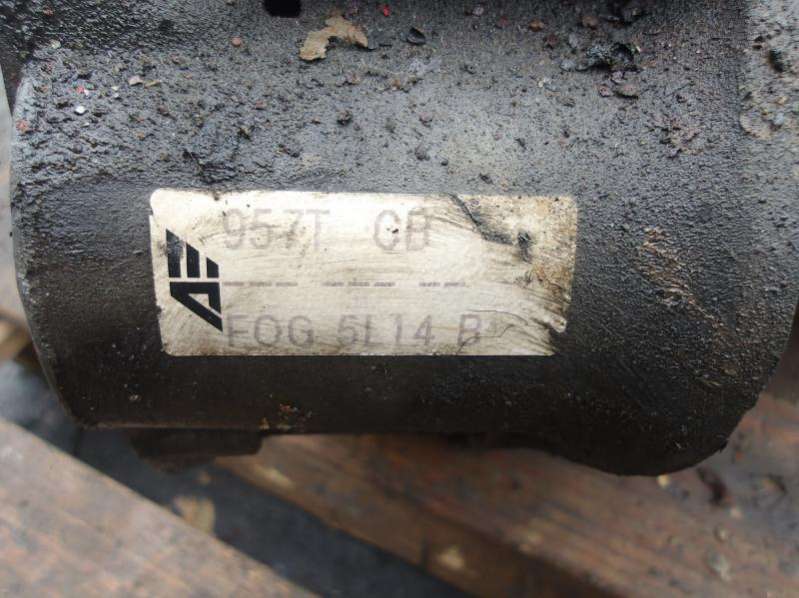 957T CB
--- --- --
FOG 5L14 B